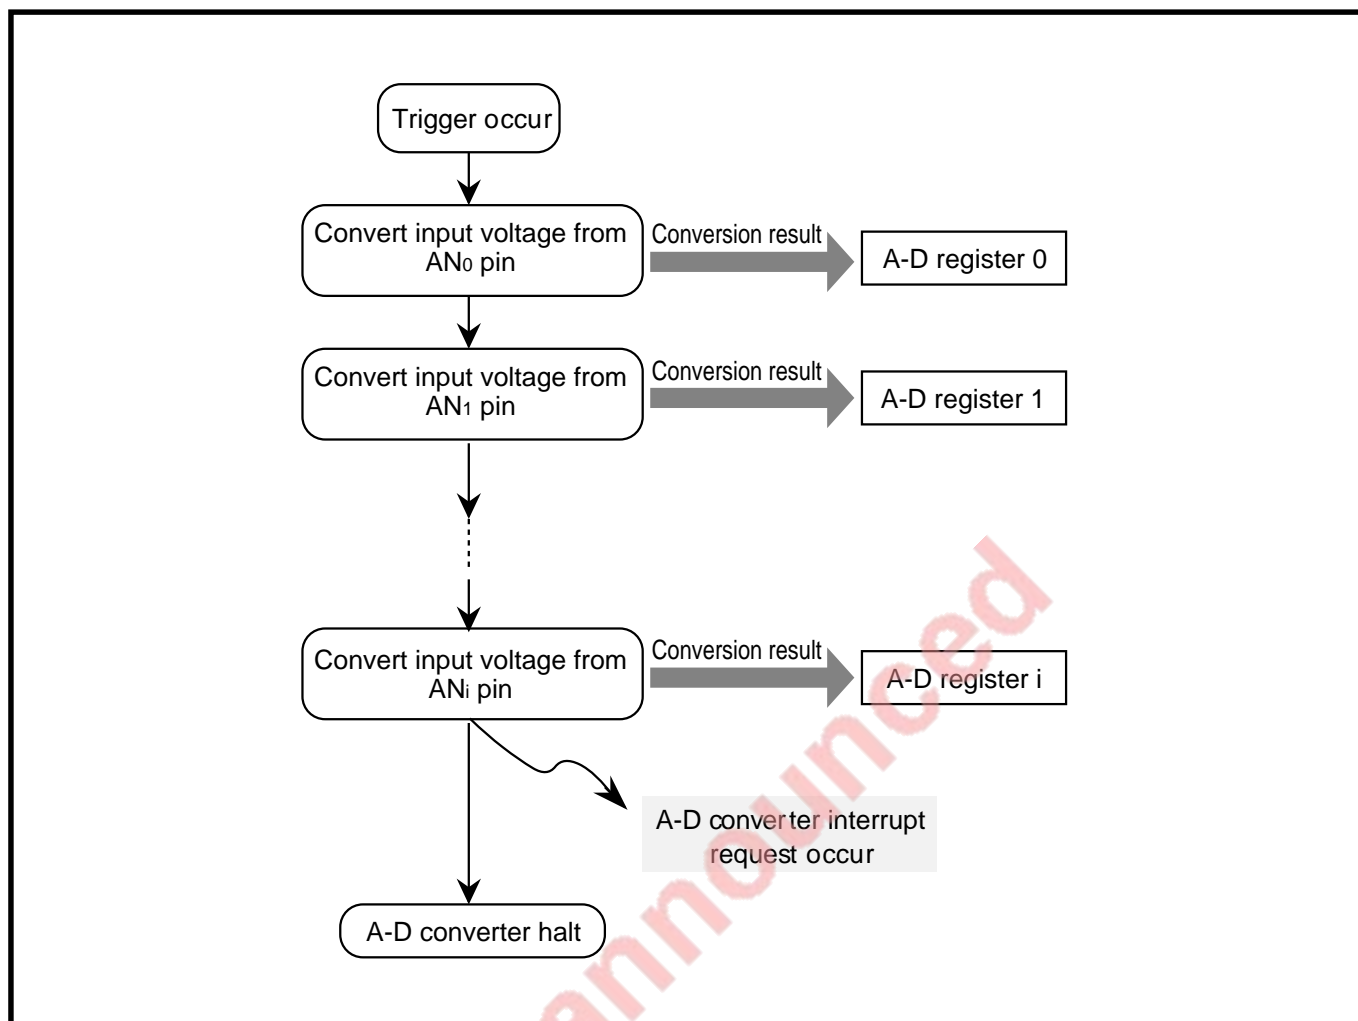 Trigger occur
Convert input voltage from
AN0 pin
Conversion result
A-D register 0
Convert input voltage from
AN1 pin
Conversion result
A-D register 1
Convert input voltage from
ANi pin
Conversion result
A-D register i
A-D converter interrupt
request occur
A-D converter halt
announced